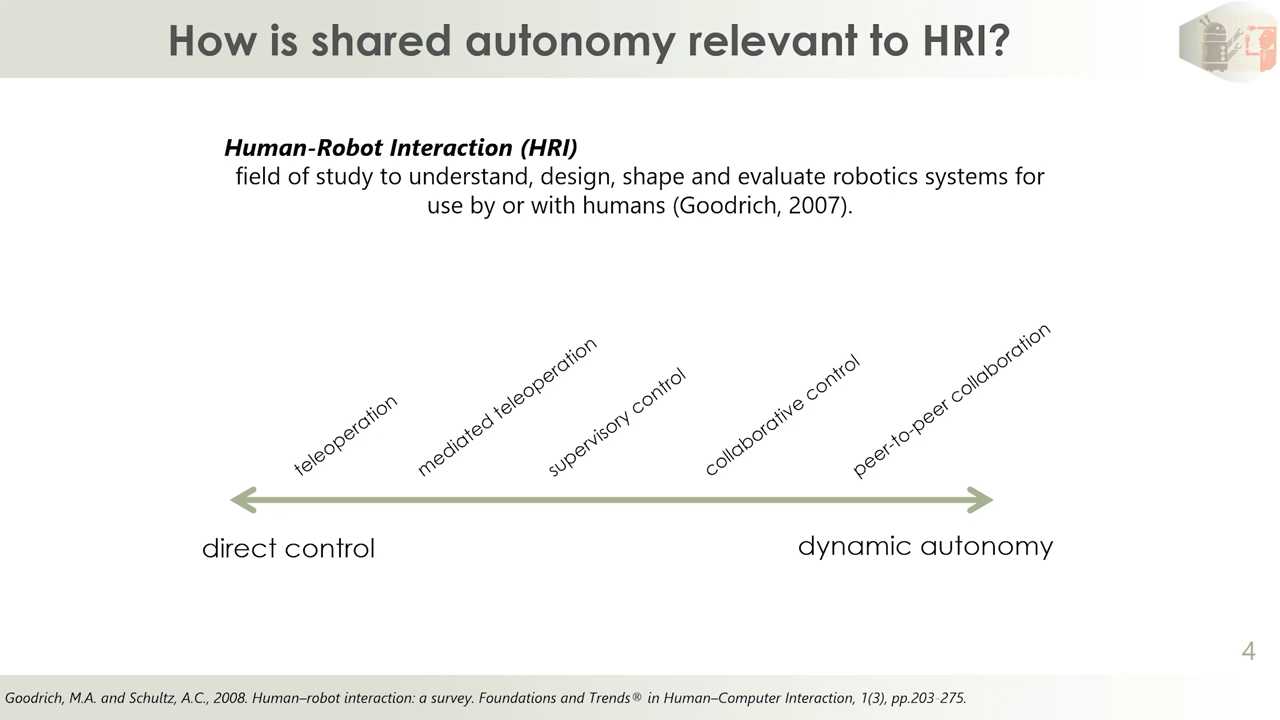 How is shared autonomy relevant to HRI?
Human-Robot Interaction (HRI)
field of study to understand, design, shape and evaluate robotics systems for
use by or with humans (Goodrich, 2007).
teleoperation
mediated teleoperation
supervisory control
collaborative control
peer-to-peer collaboration
direct control
dynamic autonomy
4
Goodrich, M.A. and Schultz, A.C., 2008. Human–robot interaction: a survey. Foundations and Trends® in Human–Computer Interaction, 1(3), pp.203-275.